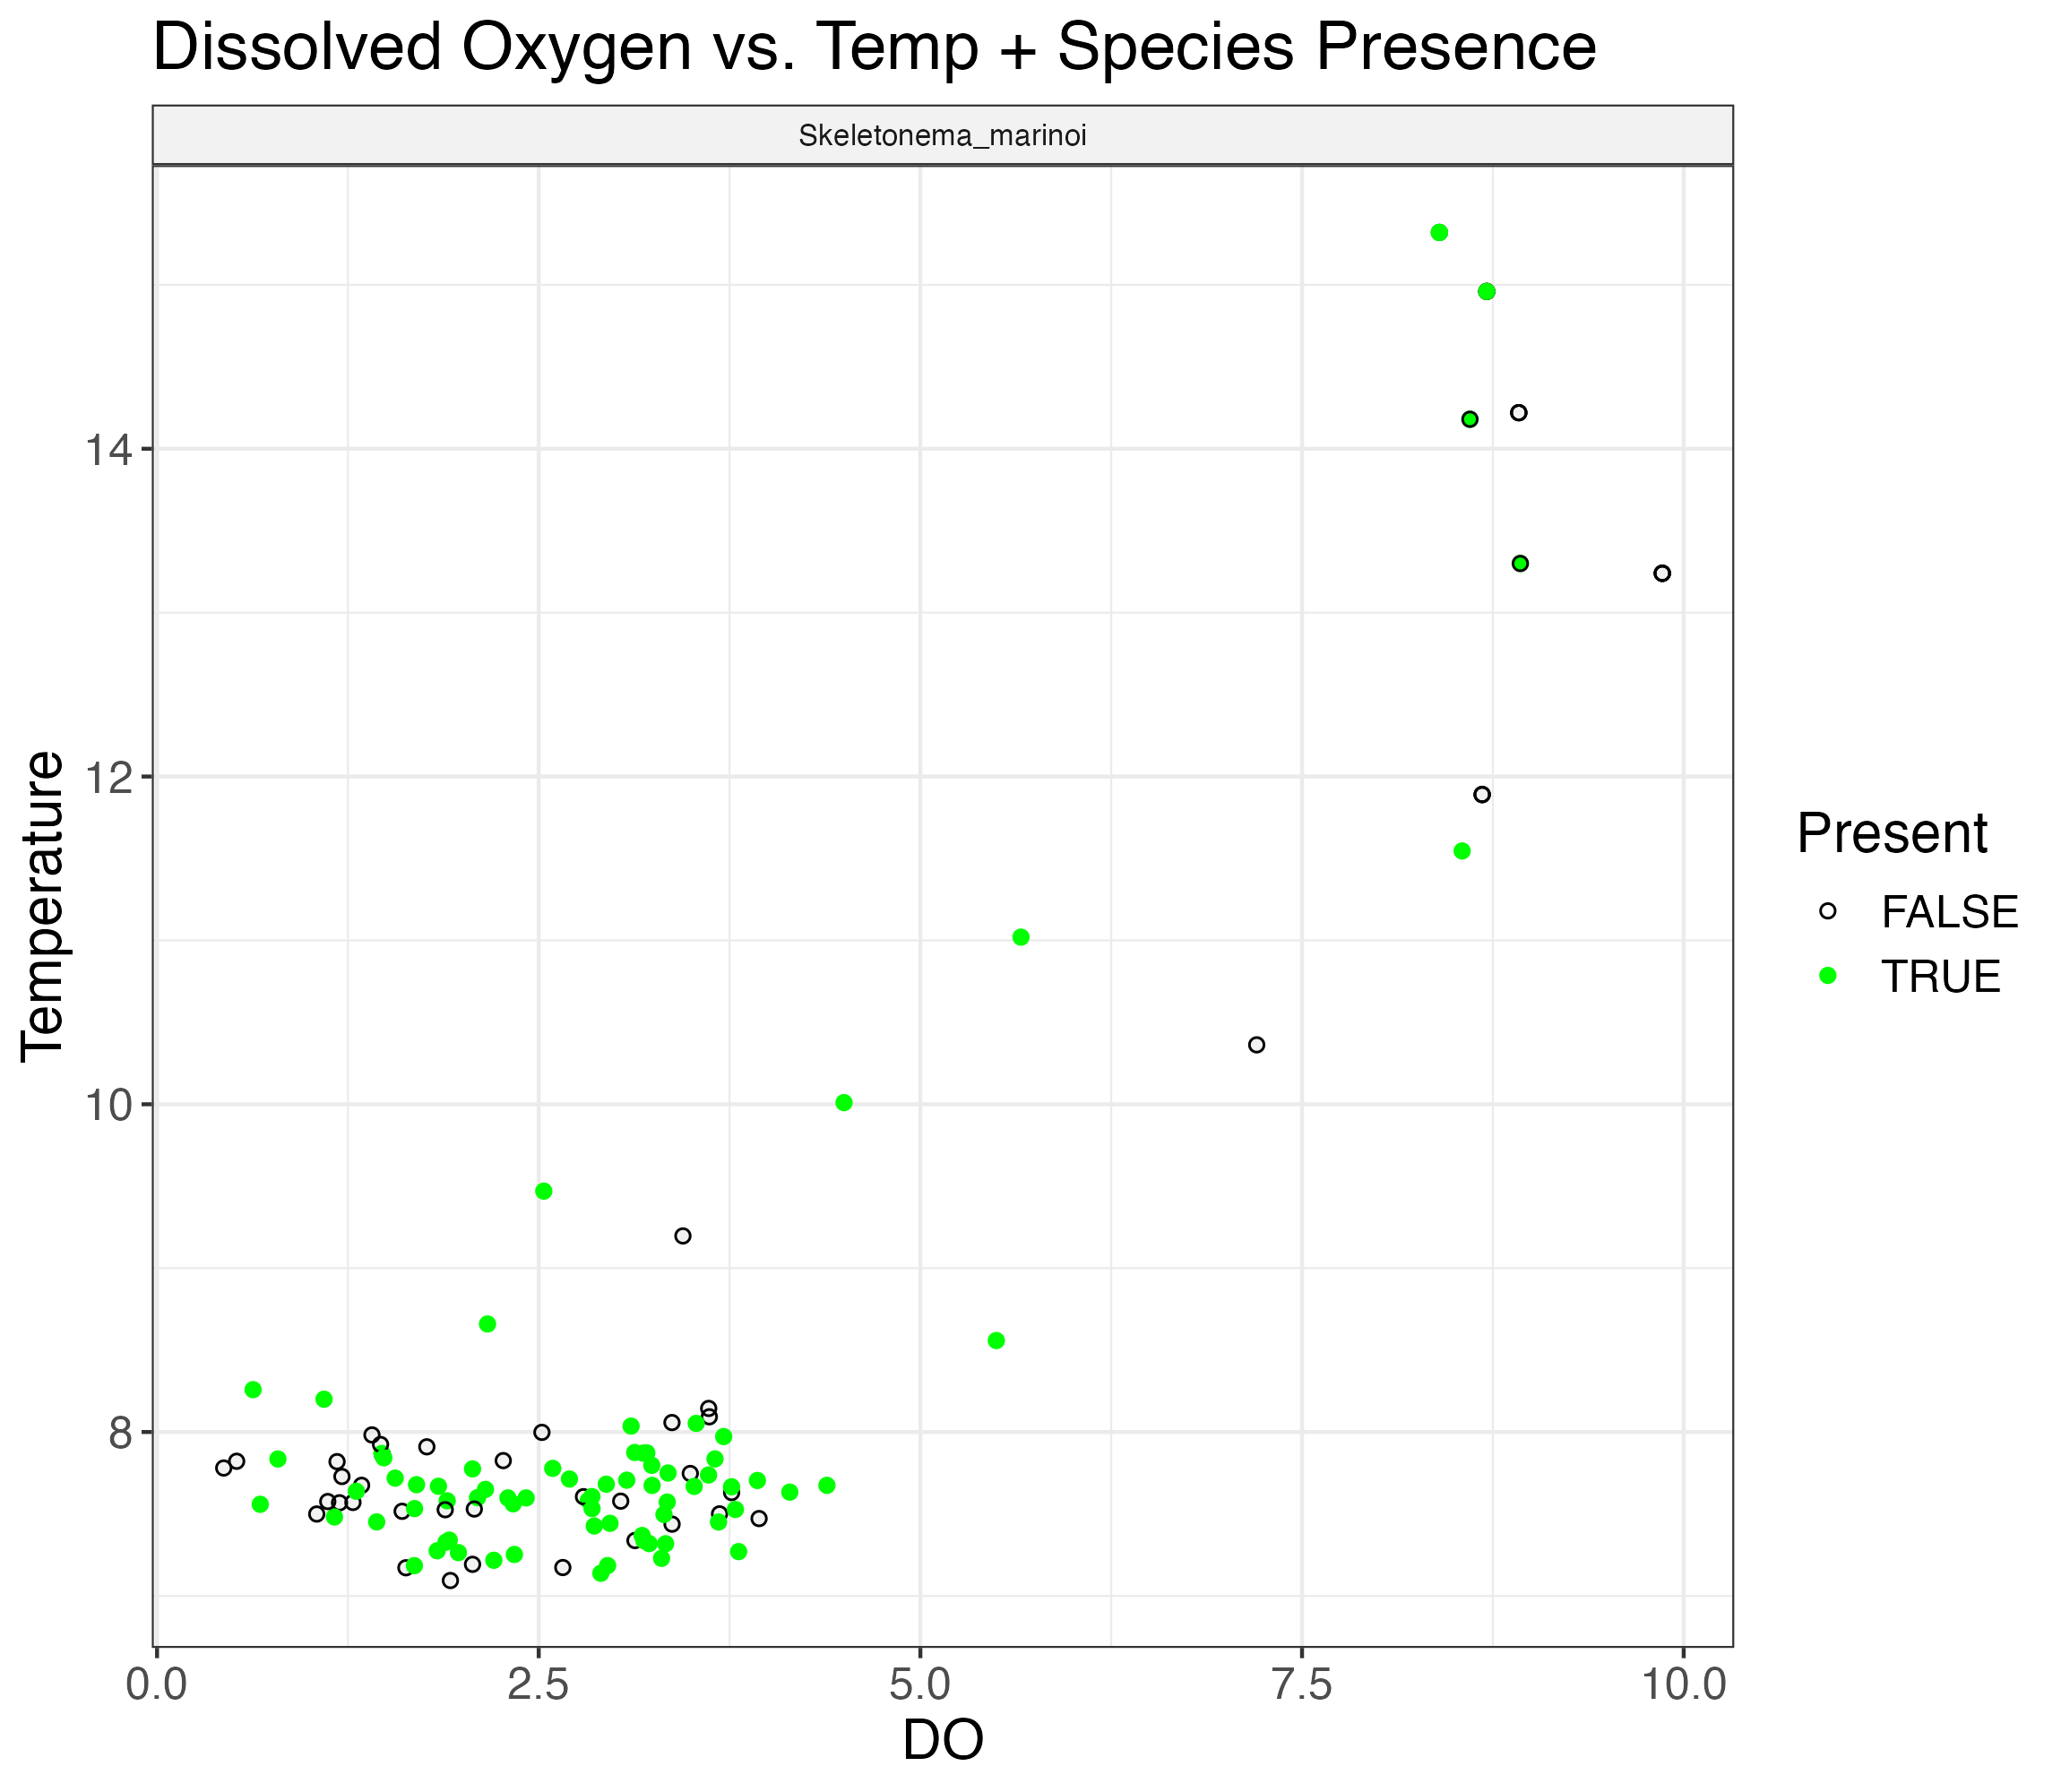 Dissolved Oxygen vs. Temp + Species Presence
Skeletonema_marinoi
14
12
10
8
Temperature
0.0 2.5 5.0 7.5 10.0
DO
Present
FALSE
TRUE